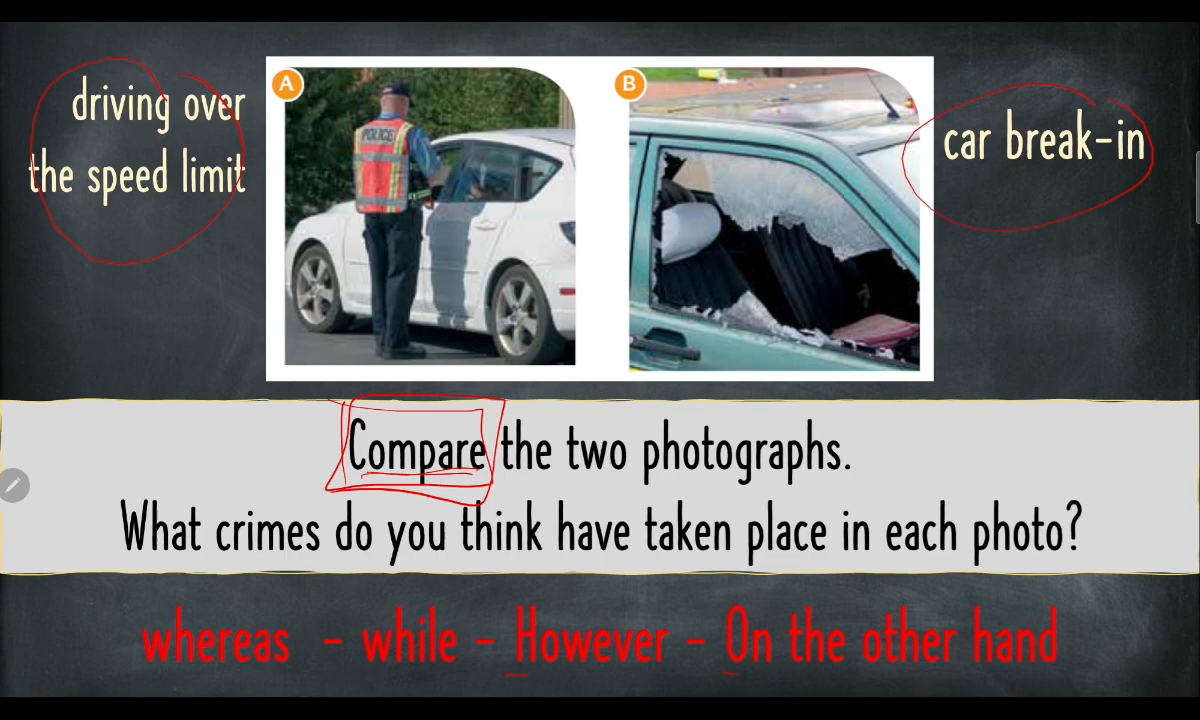 driving over
the speed limit
A
POLICE
B
car break-in
Compare the two photographs.
What crimes do you think have taken place in each photo?
whereas - while - However - On the other hand